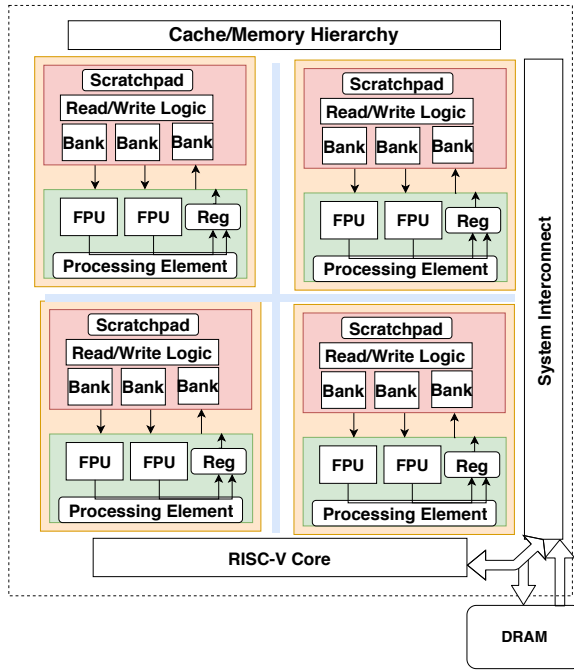 Cache/Memory Hierarchy
Scratchpad
Read/Write Logic
Bank Bank Bank
FPU FPU Reg
Processing Element
Scratchpad
Read/Write Logic
Bank Bank Bank
FPU FPU Reg
Processing Element
Scratchpad
Read/Write Logic
Bank Bank Bank
FPU FPU Reg
Processing Element
Scratchpad
Read/Write Logic
Bank Bank Bank
FPU FPU Reg
Processing Element
System Interconnect
RISC-V Core
DRAM